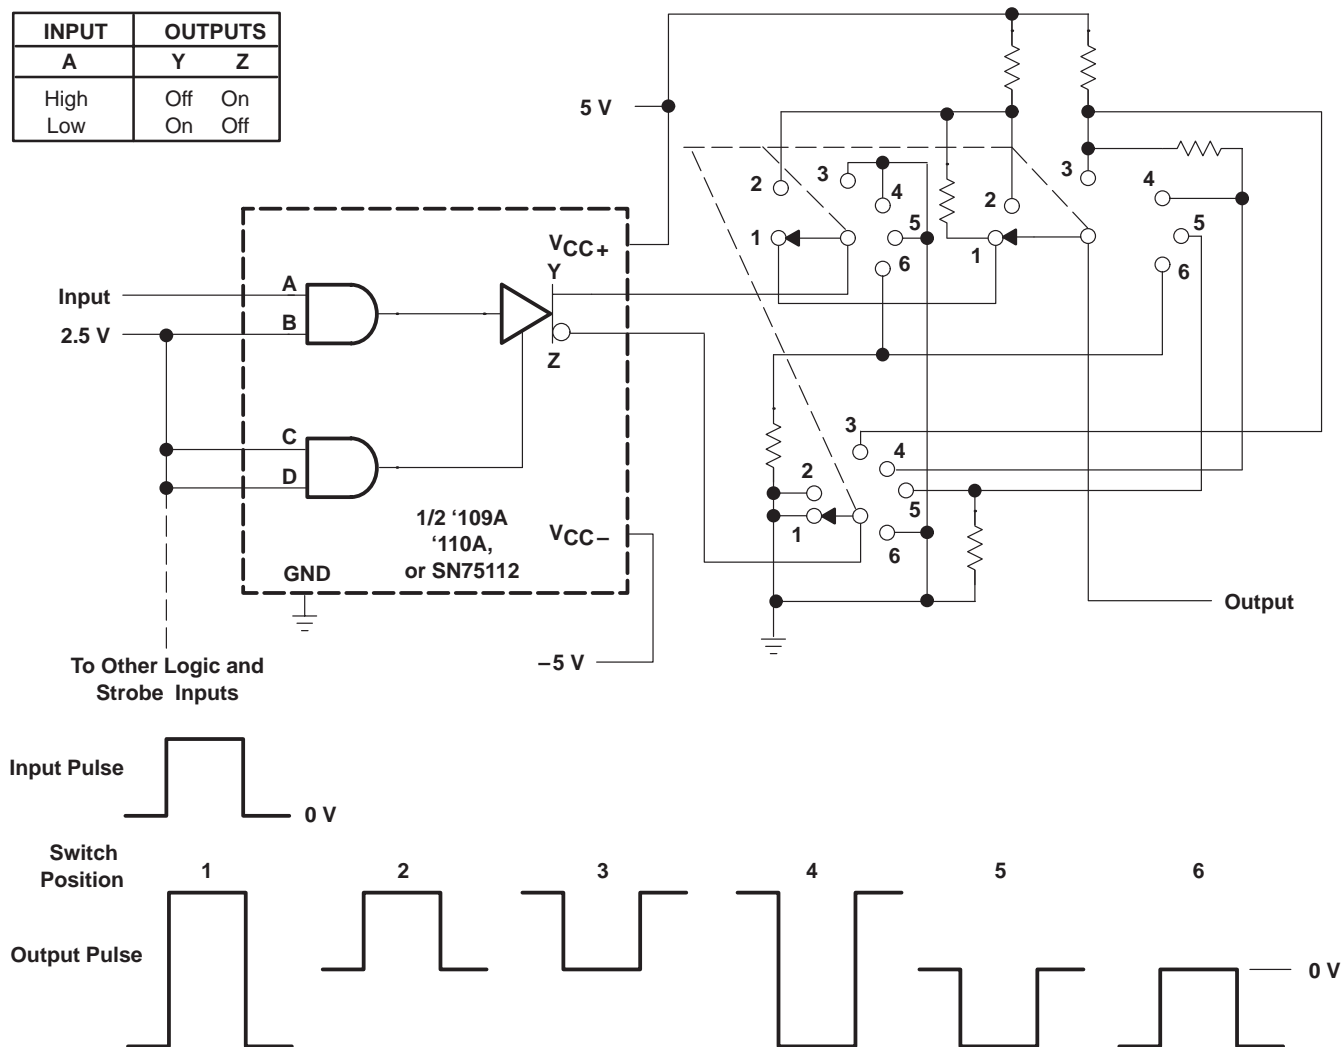 INPUT OUTPUTS
A Y Z
High Off On
Low On Off
5 V
2 3 4 5 6 1
2 1 3 4 5 6
VCC+
Y
Z
Input
2.5 V
A
B
C
D
1/2 ‘109A
‘110A,
or SN75112
VCC–
GND
3 4 2 5 1 6
Output
–5 V
To Other Logic and
Strobe Inputs
Input Pulse
0 V
Switch
Position
1 2 3 4 5 6
Output Pulse
0 V